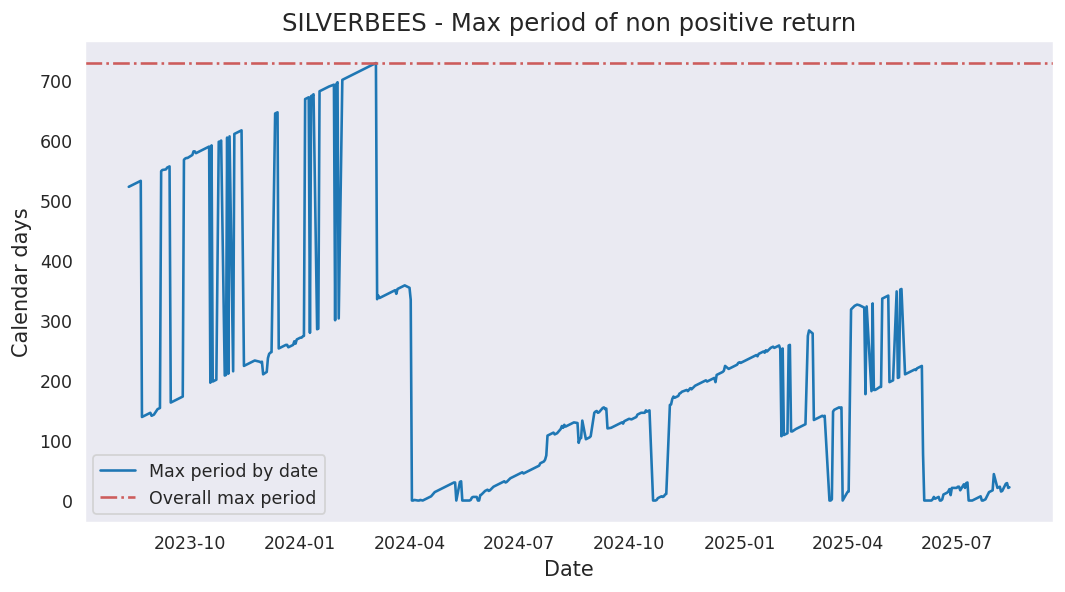 SILVERBEES - Max period of non positive return
Calendar days
700
600
500
400
300
200
100
0
Max period by date
Overall max period
2023-10 2024-01 2024-04 2024-07 2024-10 2025-01 2025-04 2025-07
Date